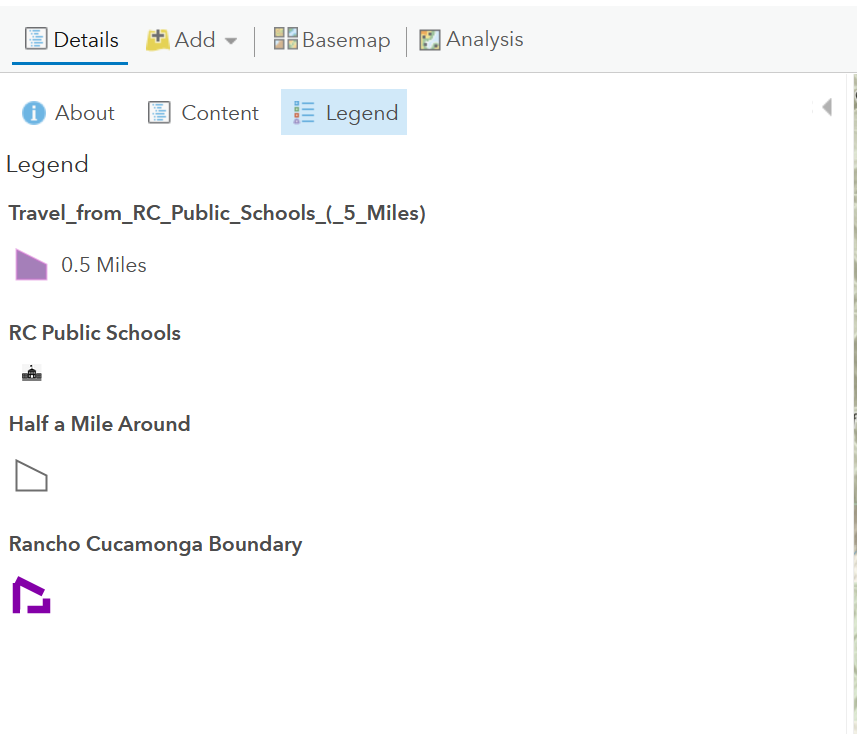 Details Add Basemap Analysis
About Content Legend
Legend
Travel_from_RC_Public_Schools_(_5_Miles)
0.5 Miles
RC Public Schools
Half a Mile Around
Rancho Cucamonga Boundary